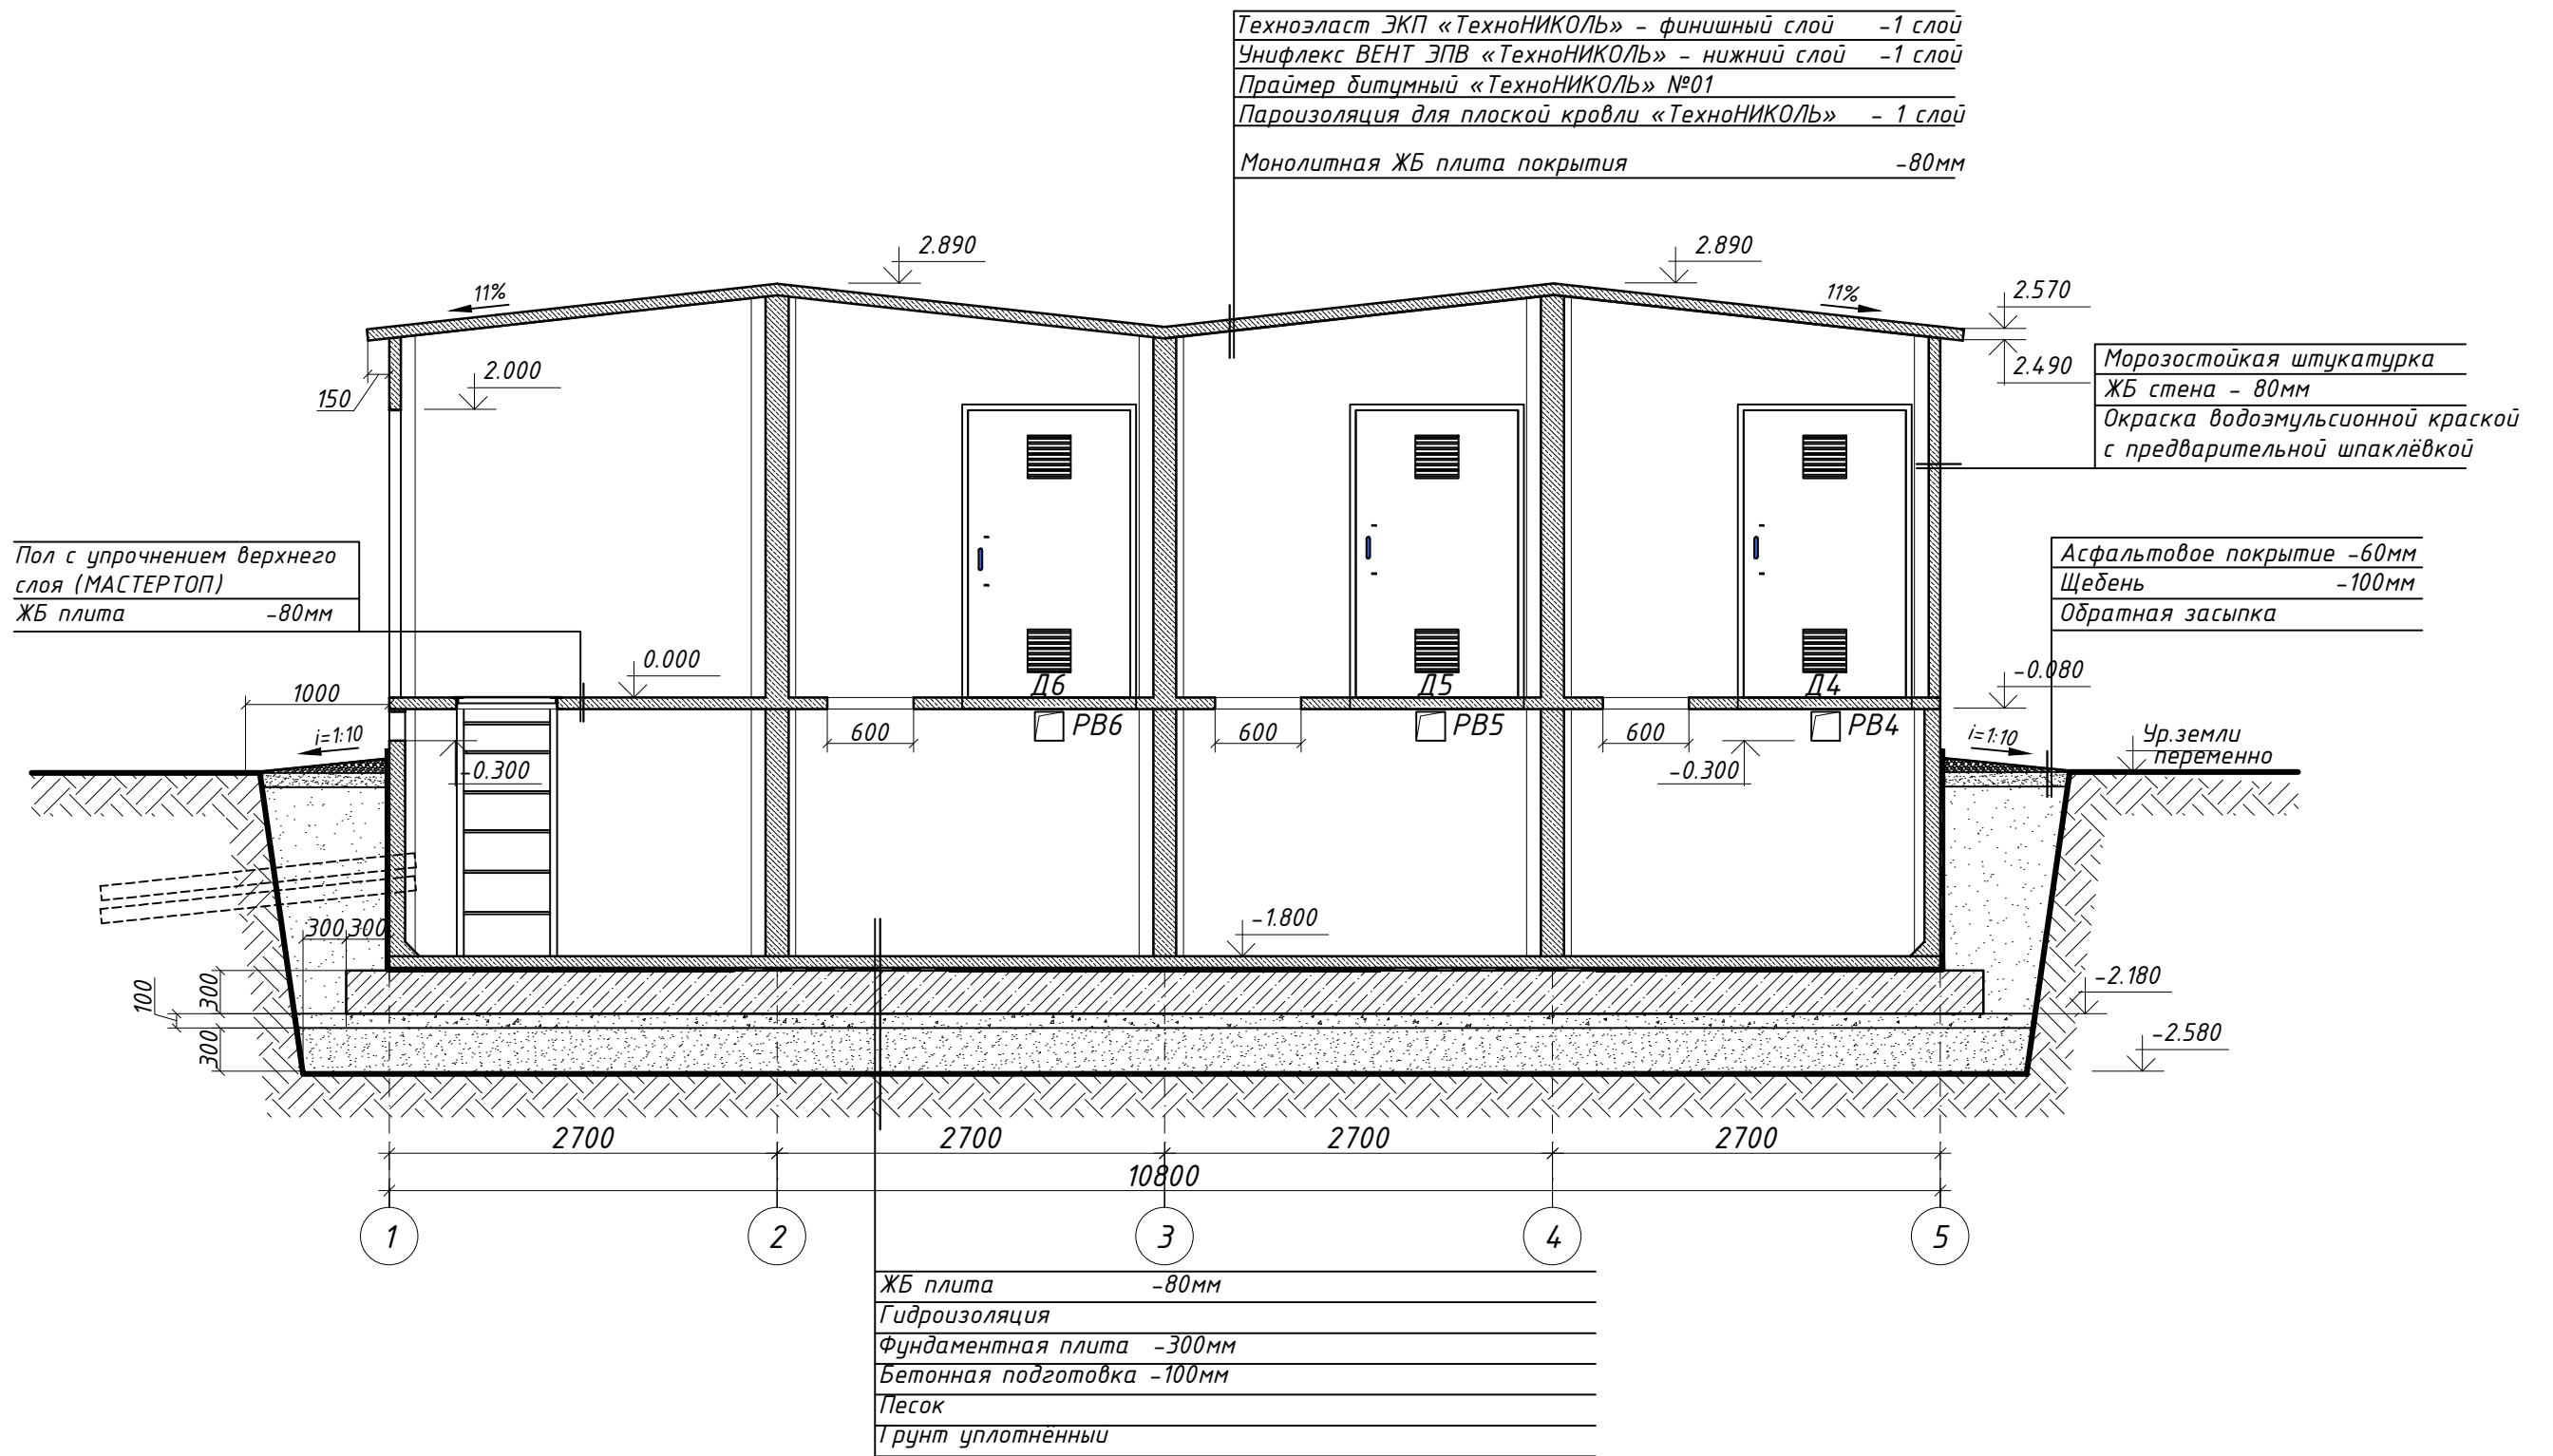 Техноэласт ЭКП «ТехноНИКОЛЬ» - финишный слой -1 слой
Унифлекс ВЕНТ ЭПВ «ТехноНИКОЛЬ» - нижний слой -1 слой
Праймер битумный «ТехноНИКОЛЬ» №01
Пароизоляция для плоской кровли «ТехноНИКОЛЬ» - 1 слой
Монолитная ЖБ плита покрытия -80мм
2.890
2.890
11%
11%
2.570
2.490
150
2.000
Морозостойкая штукатурка
ЖБ стена - 80мм
Окраска водоэмульсионной краской
с предварительной шпаклёвкой
Пол с упрочнением верхнего
слоя (МАСТЕРТОП)
ЖБ плита -80мм
Асфальтовое покрытие -60мм
Щебень -100мм
Обратная засыпка
0.000
Д6
Д5
Д4
-0.080
1000
i=1:10
600
РВ6
600
РВ5
600
РВ4
i=1:10
Ур.земли
переменно
-0.300
-0.300
-1.800
300
300
300
100
300
-2.180
-2.580
2700
2700
2700
2700
10800
1
2
3
4
5
ЖБ плита -80мм
Гидроизоляция
Фундаментная плита -300мм
Бетонная подготовка -100мм
Песок
Грунт уплотнённый